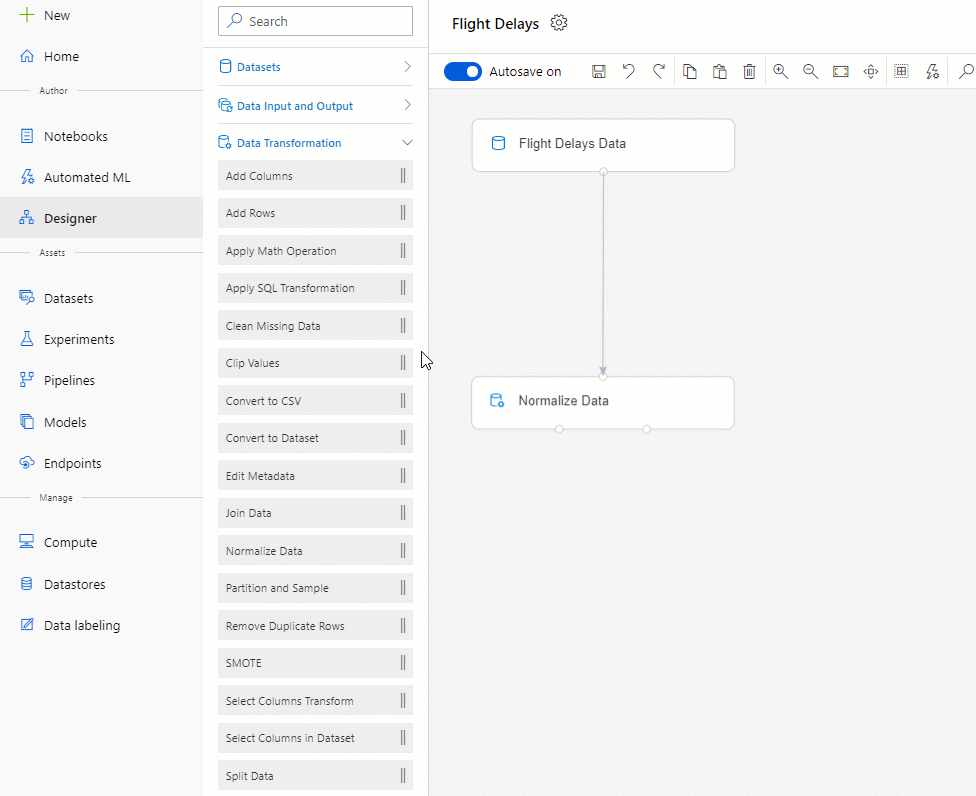 New
Home
Author
Notebooks
Automated ML
Designer
Assets
Datasets
Experiments
Pipelines
Models
Endpoints
Manage
Compute
Datastores
Data labeling
Search
Datasets
Data Input and Output
Data Transformation
Add Columns
Add Rows
Apply Math Operation
Apply SQL Transformation
Clean Missing Data
Clip Values
Convert to CSV
Convert to Dataset
Edit Metadata
Join Data
Normalize Data
Partition and Sample
Remove Duplicate Rows
SMOTE
Select Columns Transform
Select Columns in Dataset
Split Data
Flight Delays
Autosave on
Flight Delays Data
Normalize Data